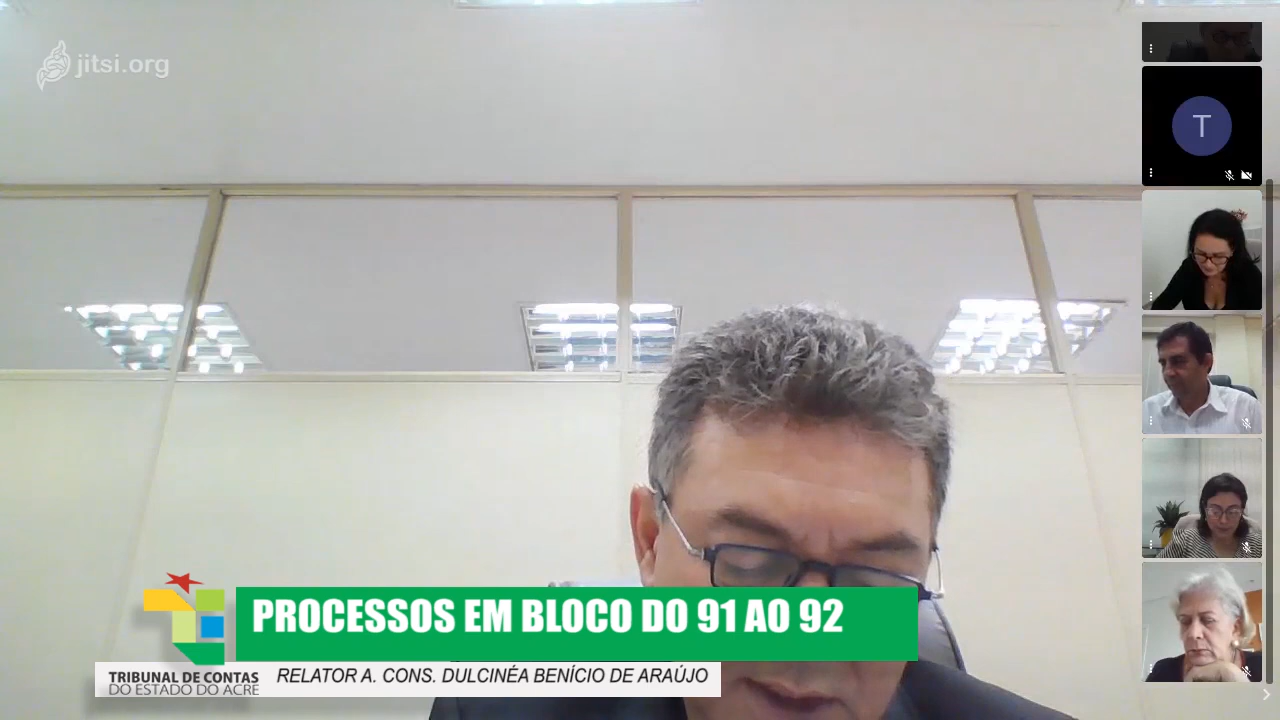 jitsi.org
T
PROCESSOS EM BLOCO DO 91 AO 92
RELATOR A. CONS. DULCINÉA BENÍCIO DE ARAÚJO
TRIBUNAL DE CONTAS
DO ESTADO DO ACRE